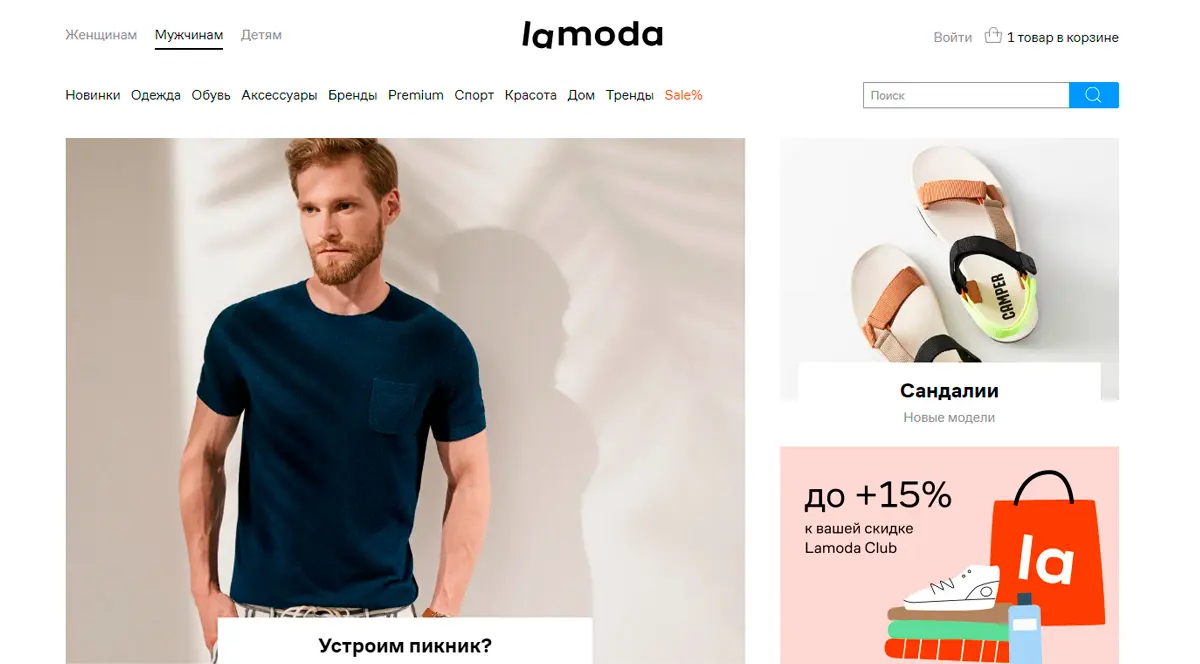 Женщинам Мужчинам Детям
lamoda
Войти 1 товар в корзине
Новинки Одежда Обувь Аксессуары Бренды Premium Спорт Красота Дом Тренды Sale%
Поиск
CAMPER
Сандалии
Новые модели
до +15%
к вашей скидке
Lamoda Club
la
Устроим пикник?